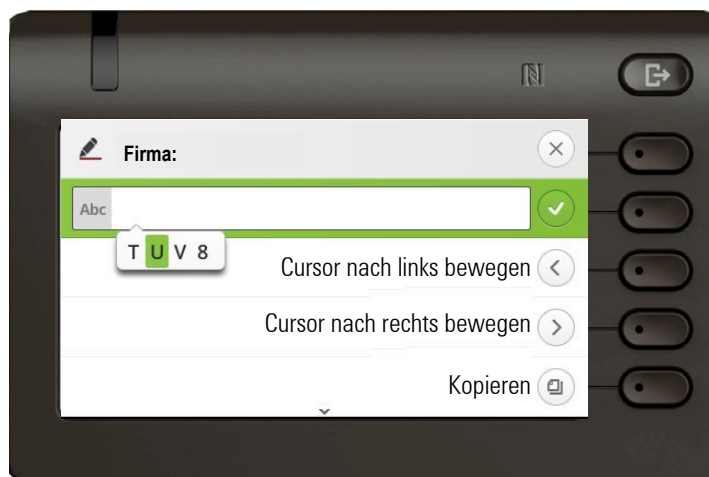 Firma:
Abc
T U V 8
Cursor nach links bewegen
Cursor nach rechts bewegen
Kopieren